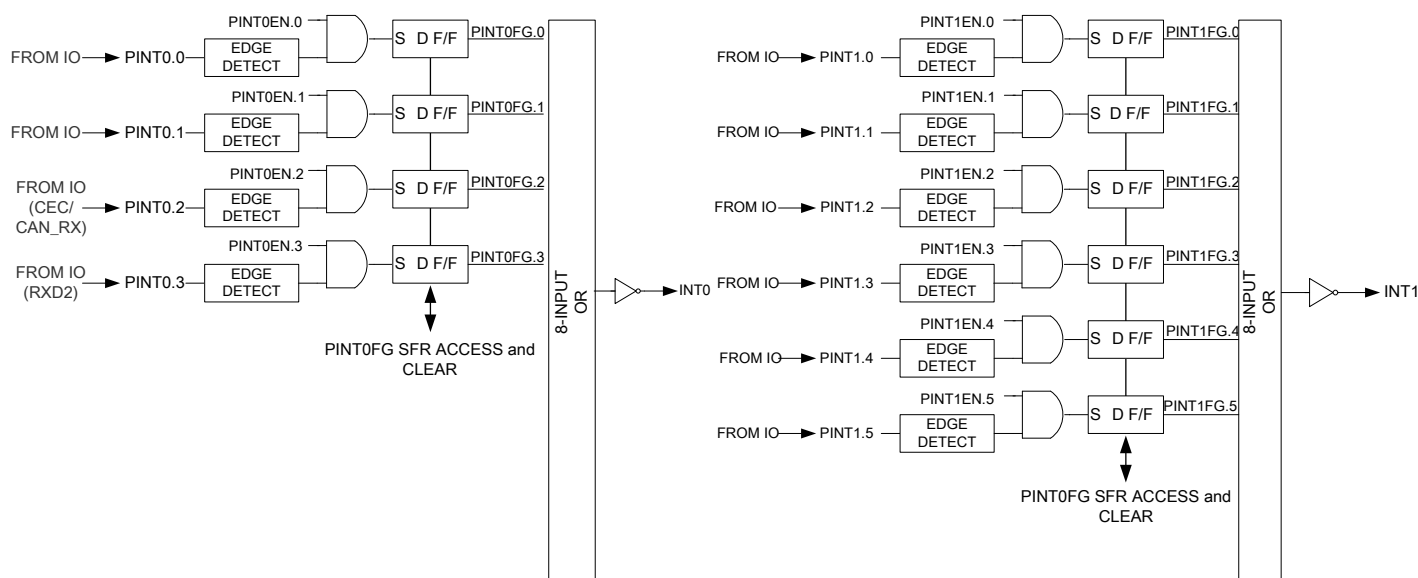 PINT0EN.0
S D F/F
PINT0FG.0
FROM IO
PINT0.0
EDGE
DETECT
PINT0EN.1
S D F/F
PINT0FG.1
FROM IO
PINT0.1
EDGE
DETECT
PINT0EN.2
S D F/F
PINT0FG.2
FROM IO
(CEC/
CAN_RX)
PINT0.2
EDGE
DETECT
PINT0EN.3
S D F/F
PINT0FG.3
FROM IO
(RXD2)
PINT0.3
EDGE
DETECT
8-INPUT
OR
INT0
PINT0FG SFR ACCESS and
CLEAR
PINT1EN.0
S D F/F
PINT1FG.0
FROM IO
PINT1.0
EDGE
DETECT
PINT1EN.1
S D F/F
PINT1FG.1
FROM IO
PINT1.1
EDGE
DETECT
PINT1EN.2
S D F/F
PINT1FG.2
FROM IO
PINT1.2
EDGE
DETECT
PINT1EN.3
S D F/F
PINT1FG.3
FROM IO
PINT1.3
EDGE
DETECT
PINT1EN.4
S D F/F
PINT1FG.4
FROM IO
PINT1.4
EDGE
DETECT
PINT1EN.5
S D F/F
PINT1FG.5
FROM IO
PINT1.5
EDGE
DETECT
8-INPUT
OR
INT1
PINT0FG SFR ACCESS and
CLEAR